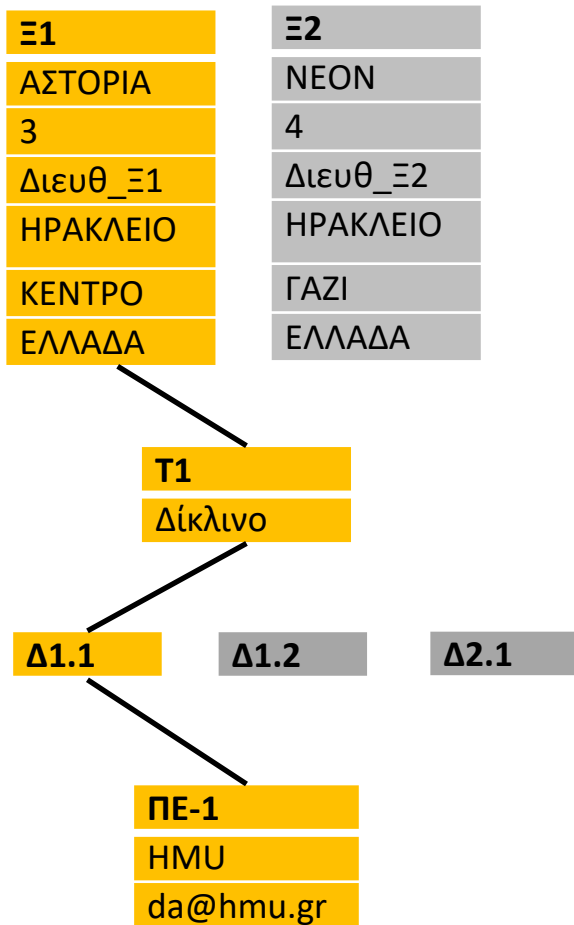 Ξ1
ΑΣΤΟΡΙΑ
3
Διευθ_Ξ1
ΗΡΑΚΛΕΙΟ
ΚΕΝΤΡΟ
ΕΛΛΑΔΑ
Ξ2
ΝΕΟΝ
4
Διευθ_Ξ2
ΗΡΑΚΛΕΙΟ
ΓΑΖΙ
ΕΛΛΑΔΑ
Τ1
Δίκλινο
Δ1.1
Δ1.2
Δ2.1
ΠΕ-1
HMU
da@hmu.gr